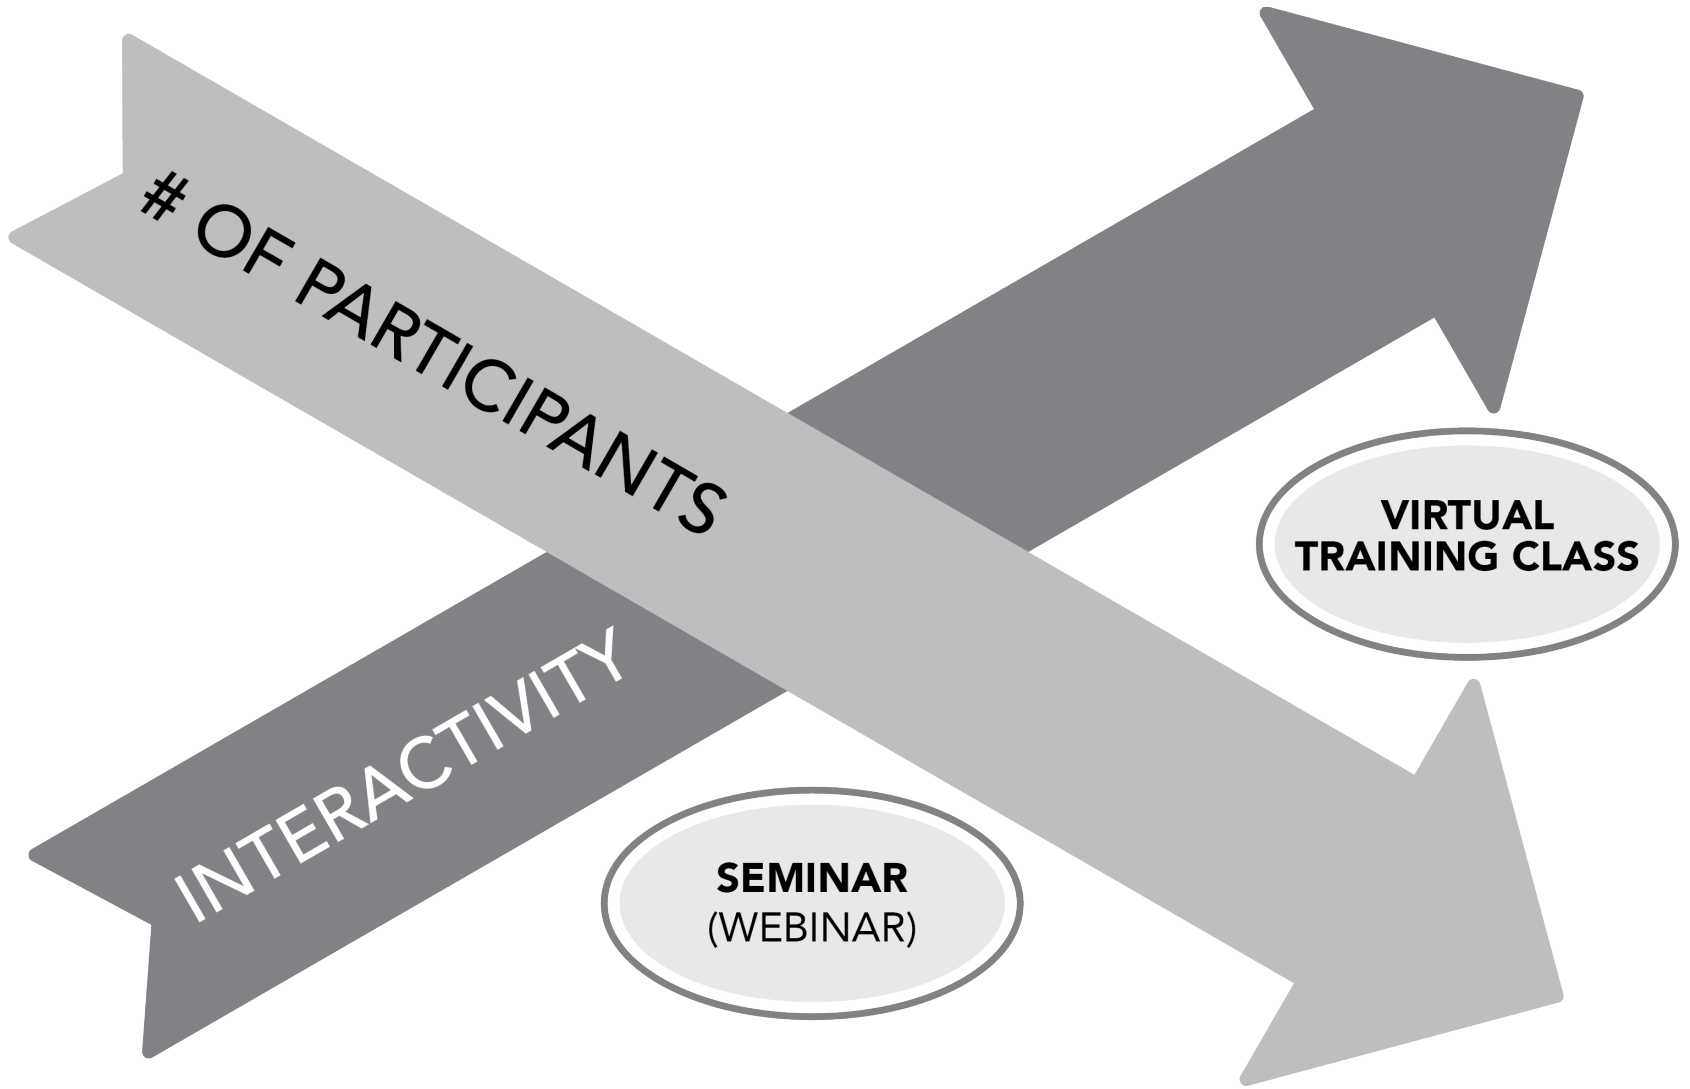 # OF PARTICIPANTS
INTERACTIVITY
VIRTUAL
TRAINING CLASS
SEMINAR
(WEBINAR)